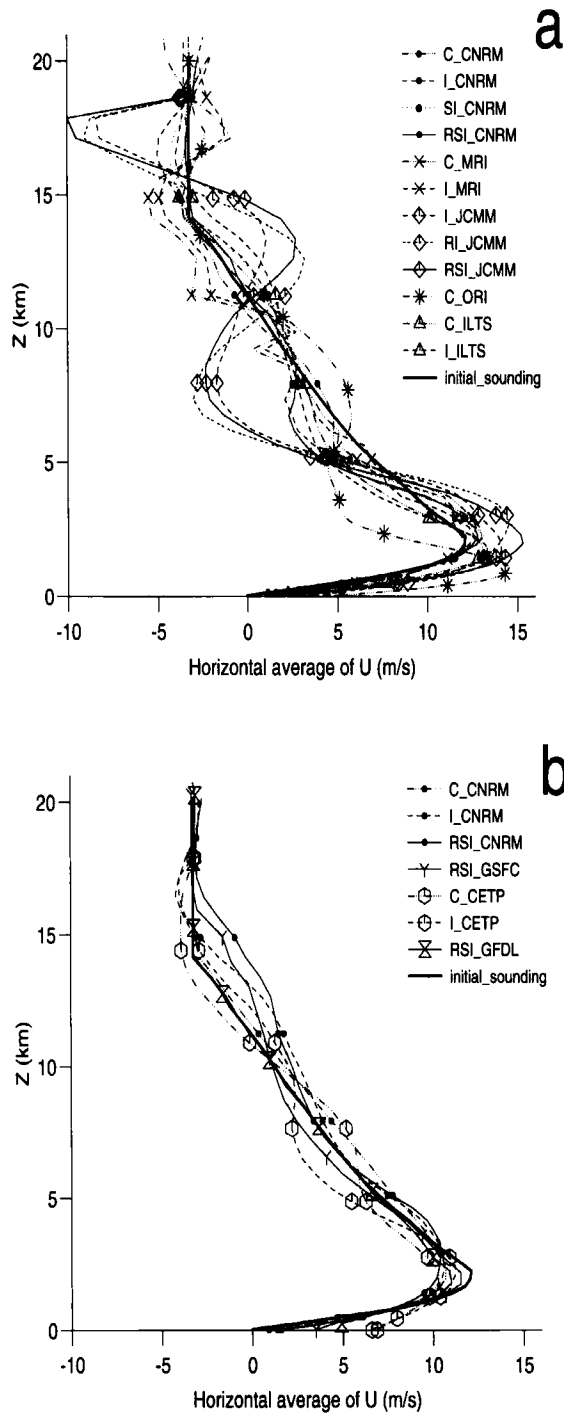 a
20
15
10
5
0
Z (km)
-10 -5 0 5 10 15
Horizontal average of U (m/s)
C_CNRM
I_CNRM
SI_CNRM
RSI_CNRM
C_MRI
I_MRI
I_JCMM
RI_JCMM
RSI_JCMM
C_ORI
C_ILTS
I_ILTS
initial_sounding
b
20
15
10
5
0
Z (km)
-10 -5 0 5 10 15
Horizontal average of U (m/s)
C_CNRM
I_CNRM
RSI_CNRM
RSI_GSFC
C_CETP
I_CETP
RSI_GFDL
initial_sounding